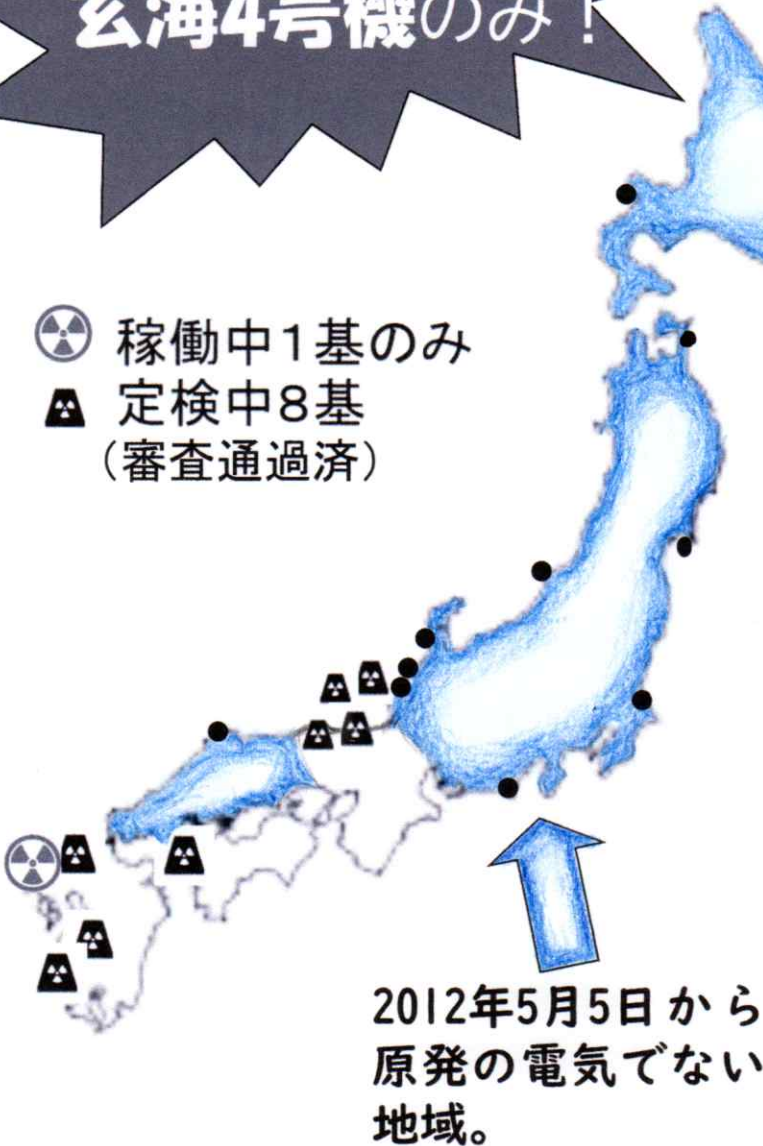 玄海4号機のみ！
稼働中1基のみ
定検中8基
（審査通過済）
2012年5月5日から
原発の電気でない
地域。